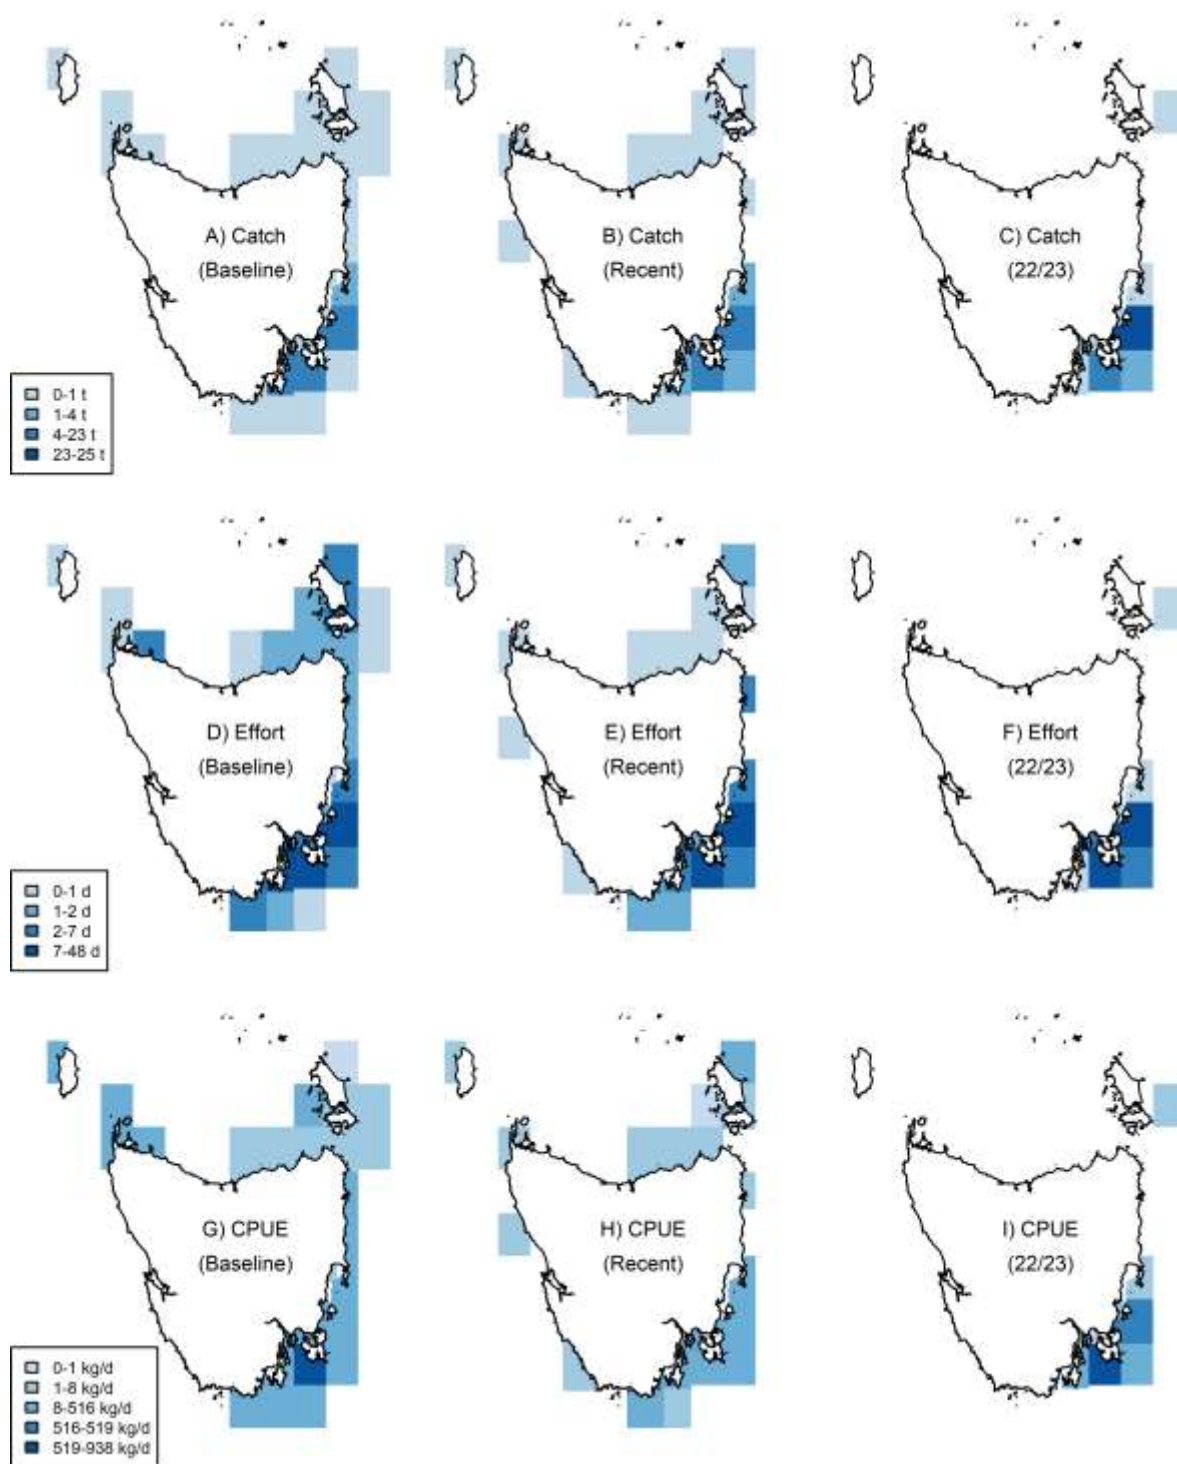 A) Catch
(Baseline)
B) Catch
(Recent)
C) Catch
(22/23)
0-1 t
1-4 t
4-23 t
23-25 t
D) Effort
(Baseline)
E) Effort
(Recent)
F) Effort
(22/23)
0-1 d
1-2 d
2-7 d
7-48 d
G) CPUE
(Baseline)
H) CPUE
(Recent)
I) CPUE
(22/23)
0-1 kg/d
1-8 kg/d
8-516 kg/d
516-519 kg/d
519-938 kg/d